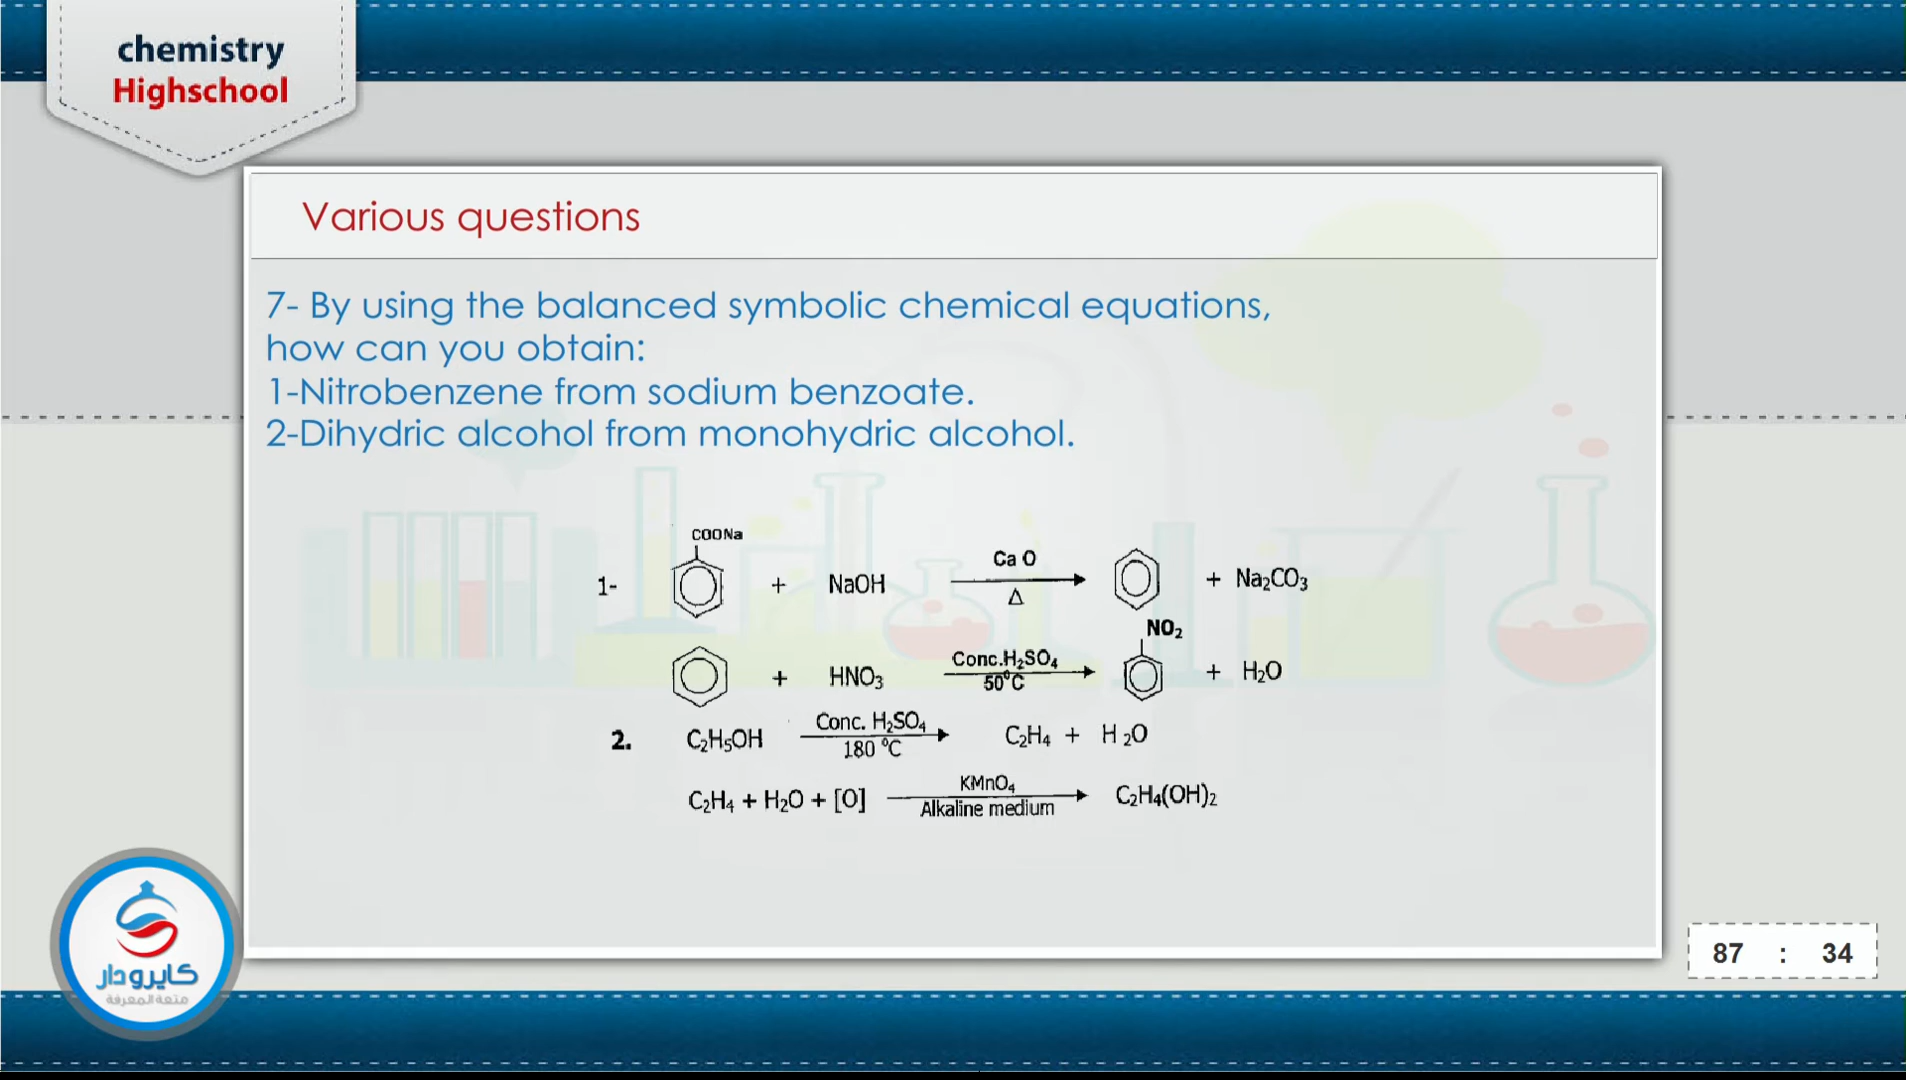 chemistry
Highschool
Various questions
7- By using the balanced symbolic chemical equations,
how can you obtain:
1-Nitrobenzene from sodium benzoate.
2-Dihydric alcohol from monohydric alcohol.
COONa
1- + NaOH Ca O Δ + Na₂CO₃
NO₂
+ HNO₃ Conc.H₂SO₄ 50°C + H₂O
2. C₂H₅OH Conc. H₂SO₄ 180 °C C₂H₄ + H ₂O
C₂H₄ + H₂O + [O] KMnO₄ Alkaline medium C₂H₄(OH)₂
كايرودار
متعة المعرفة
87 : 34